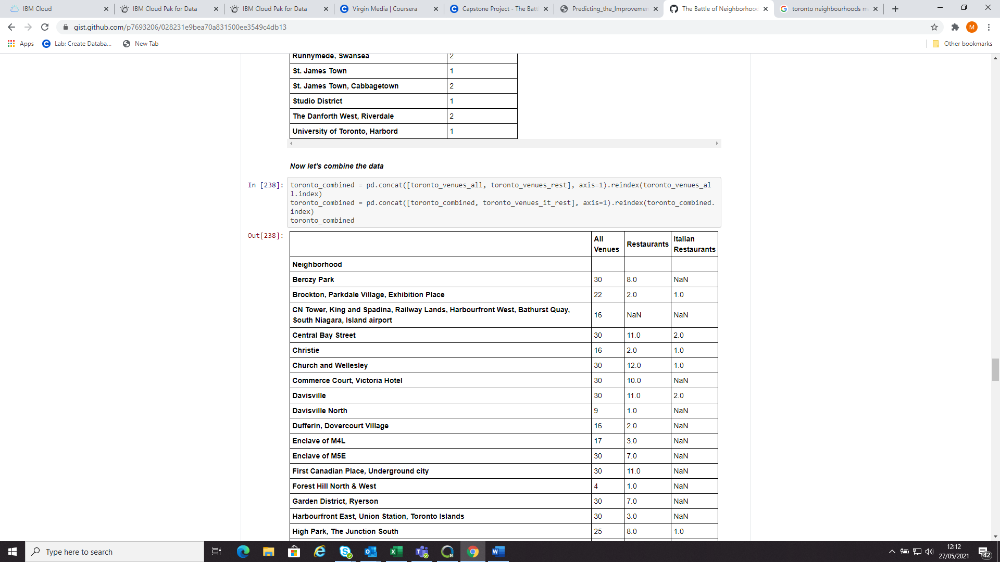 IBM Cloud
IBM Cloud Pak for Data
IBM Cloud Pak for Data
Virgin Media | Coursera
Capstone Project - The Batt
Predicting_the_Improvemen
The Battle of Neighborhoo
toronto neighbourhoods m
gist.github.com/p7693206/028231e9bea70a831500ee3549c4db13
M
Apps
Lab: Create Databa...
New Tab
Other bookmarks
Runnymede, Swansea 2
St. James Town 1
St. James Town, Cabbagetown 2
Studio District 1
The Danforth West, Riverdale 2
University of Toronto, Harbord 1
Now let's combine the data
In [238]: toronto_combined = pd.concat([toronto_venues_all, toronto_venues_rest], axis=1).reindex(toronto_venues_al
l.index)
toronto_combined = pd.concat([toronto_combined, toronto_venues_it_rest], axis=1).reindex(toronto_combined.
index)
toronto_combined
Out[238]:
All Venues Restaurants Italian Restaurants
Neighborhood
Berczy Park 30 8.0 NaN
Brockton, Parkdale Village, Exhibition Place 22 2.0 1.0
CN Tower, King and Spadina, Railway Lands, Harbourfront West, Bathurst Quay,
South Niagara, Island airport 16 NaN NaN
Central Bay Street 30 11.0 2.0
Christie 16 2.0 1.0
Church and Wellesley 30 12.0 1.0
Commerce Court, Victoria Hotel 30 10.0 NaN
Davisville 30 11.0 2.0
Davisville North 9 1.0 NaN
Dufferin, Dovercourt Village 16 2.0 NaN
Enclave of M4L 17 3.0 NaN
Enclave of M5E 30 7.0 NaN
First Canadian Place, Underground city 30 11.0 NaN
Forest Hill North & West 4 1.0 NaN
Garden District, Ryerson 30 7.0 NaN
Harbourfront East, Union Station, Toronto Islands 30 3.0 NaN
High Park, The Junction South 25 8.0 1.0
Type here to search
12:12
27/05/2021
42